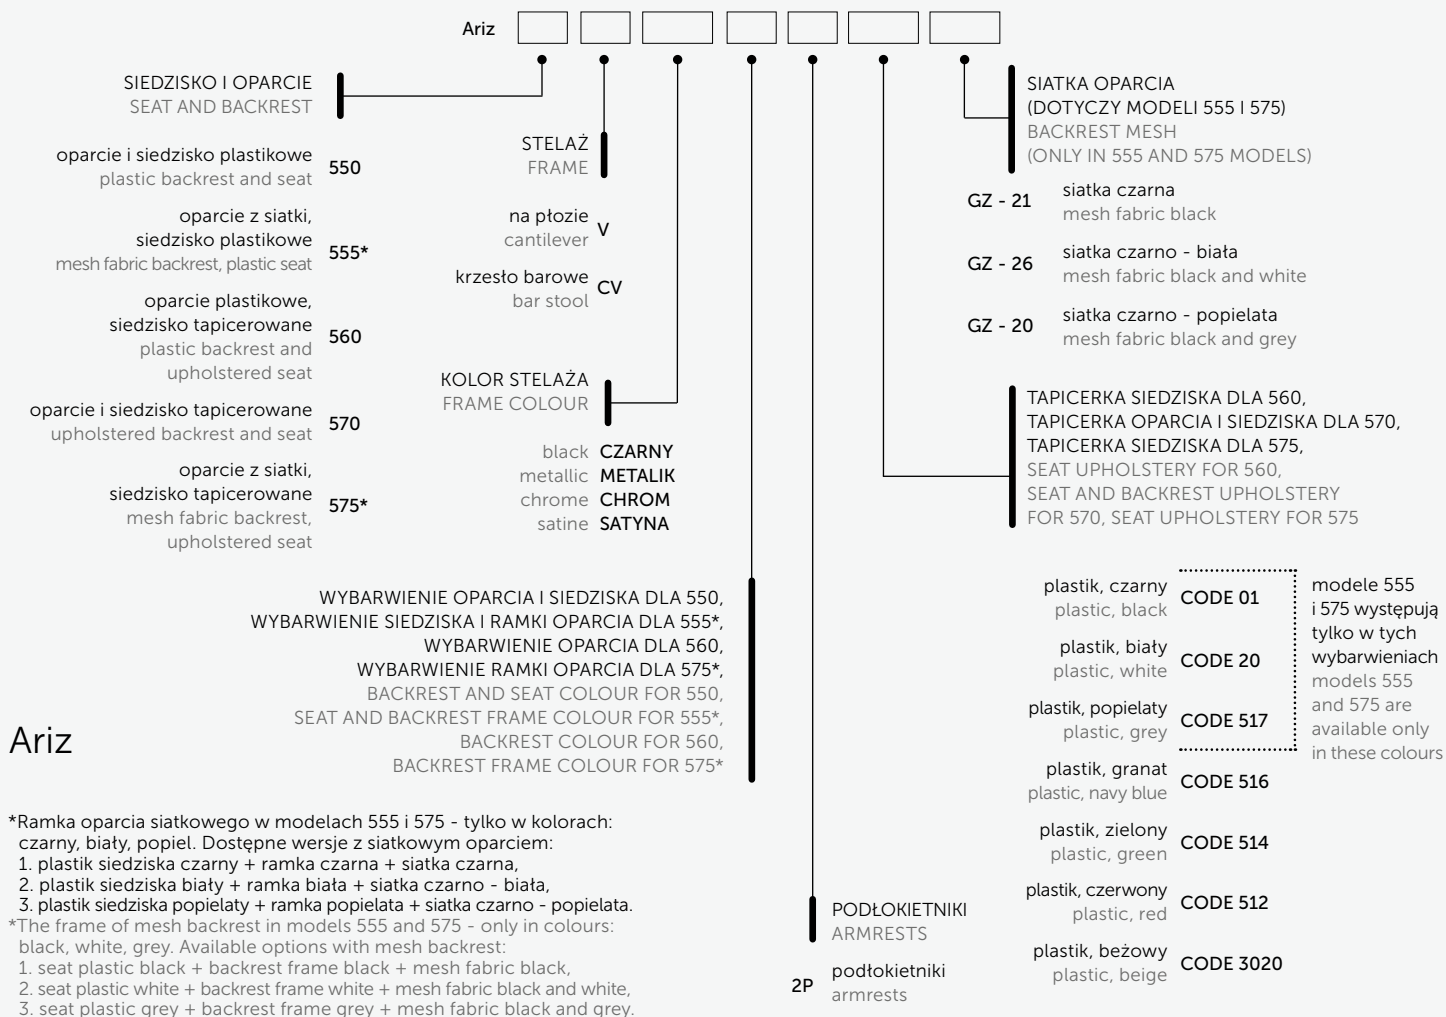 Ariz
SIEDZISKO I OPARCIE
SEAT AND BACKREST
oparcie i siedzisko plastikowe
plastic backrest and seat
550
oparcie z siatki,
siedzisko plastikowe
mesh fabric backrest, plastic seat
555*
oparcie plastikowe,
siedzisko tapicerowane
plastic backrest and
upholstered seat
560
oparcie i siedzisko tapicerowane
upholstered backrest and seat
570
oparcie z siatki,
siedzisko tapicerowane
mesh fabric backrest,
upholstered seat
575*
STELAŻ
FRAME
na płozie
cantilever
V
krzesło barowe
bar stool
CV
KOLOR STELAŻA
FRAME COLOUR
black CZARNY
metallic METALIK
chrome CHROM
satine SATYNA
WYBARWIENIE OPARCIA I SIEDZISKA DLA 550,
WYBARWIENIE SIEDZISKA I RAMKI OPARCIA DLA 555*,
WYBARWIENIE OPARCIA DLA 560,
WYBARWIENIE RAMKI OPARCIA DLA 575*,
BACKREST AND SEAT COLOUR FOR 550,
SEAT AND BACKREST FRAME COLOUR FOR 555*,
BACKREST COLOUR FOR 560,
BACKREST FRAME COLOUR FOR 575*
SIATKA OPARCIA
(DOTYCZY MODELI 555 I 575)
BACKREST MESH
(ONLY IN 555 AND 575 MODELS)
GZ - 21
siatka czarna
mesh fabric black
GZ - 26
siatka czarno - biała
mesh fabric black and white
GZ - 20
siatka czarno - popielata
mesh fabric black and grey
TAPICERKA SIEDZISKA DLA 560,
TAPICERKA OPARCIA I SIEDZISKA DLA 570,
TAPICERKA SIEDZISKA DLA 575,
SEAT UPHOLSTERY FOR 560,
SEAT AND BACKREST UPHOLSTERY
FOR 570, SEAT UPHOLSTERY FOR 575
plastik, czarny
plastic, black
CODE 01
plastik, biały
plastic, white
CODE 20
plastik, popielaty
plastic, grey
CODE 517
modele 555
i 575 występują
tylko w tych
wybarwieniach
models 555
and 575 are
available only
in these colours
plastik, granat
plastic, navy blue
CODE 516
plastik, zielony
plastic, green
CODE 514
plastik, czerwony
plastic, red
CODE 512
plastik, beżowy
plastic, beige
CODE 3020
PODŁOKIETNIKI
ARMRESTS
2P
podłokietniki
armrests
Ariz
*Ramka oparcia siatkowego w modelach 555 i 575 - tylko w kolorach:
czarny, biały, popiel. Dostępne wersje z siatkowym oparciem:
1. plastik siedziska czarny + ramka czarna + siatka czarna,
2. plastik siedziska biały + ramka biała + siatka czarno - biała,
3. plastik siedziska popielaty + ramka popielata + siatka czarno - popielata.
*The frame of mesh backrest in models 555 and 575 - only in colours:
black, white, grey. Available options with mesh backrest:
1. seat plastic black + backrest frame black + mesh fabric black,
2. seat plastic white + backrest frame white + mesh fabric black and white,
3. seat plastic grey + backrest frame grey + mesh fabric black and grey.